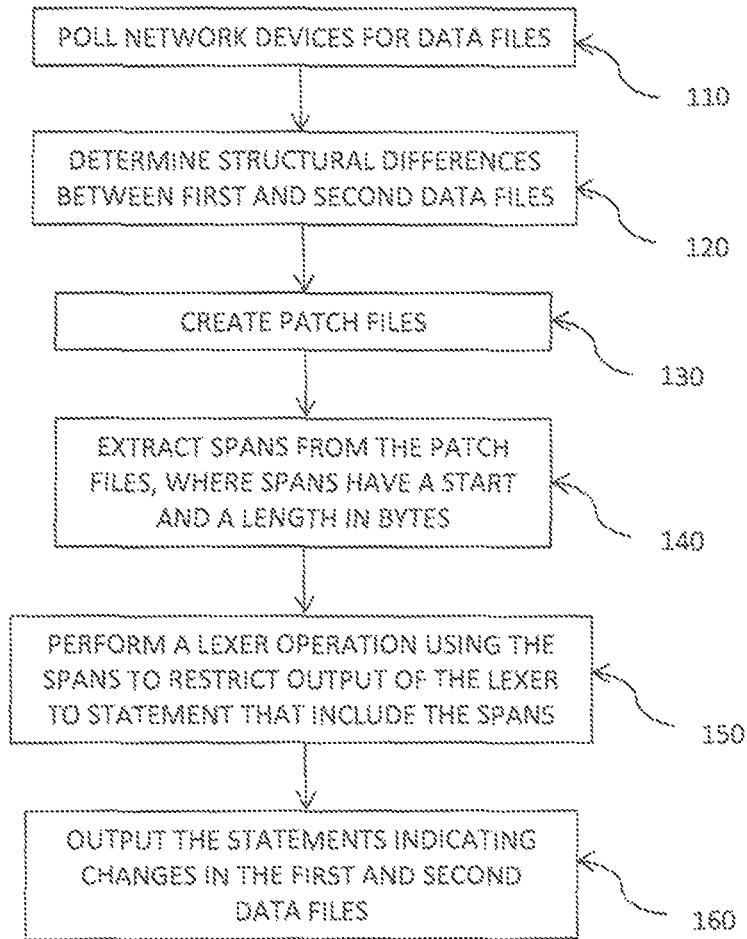 POLL NETWORK DEVICES FOR DATA FILES
110
DETERMINE STRUCTURAL DIFFERENCES
BETWEEN FIRST AND SECOND DATA FILES
120
CREATE PATCH FILES
130
EXTRACT SPANS FROM THE PATCH
FILES, WHERE SPANS HAVE A START
AND A LENGTH IN BYTES
140
PERFORM A LEXER OPERATION USING THE
SPANS TO RESTRICT OUTPUT OF THE LEXER
TO STATEMENT THAT INCLUDE THE SPANS
150
OUTPUT THE STATEMENTS INDICATING
CHANGES IN THE FIRST AND SECOND
DATA FILES
160